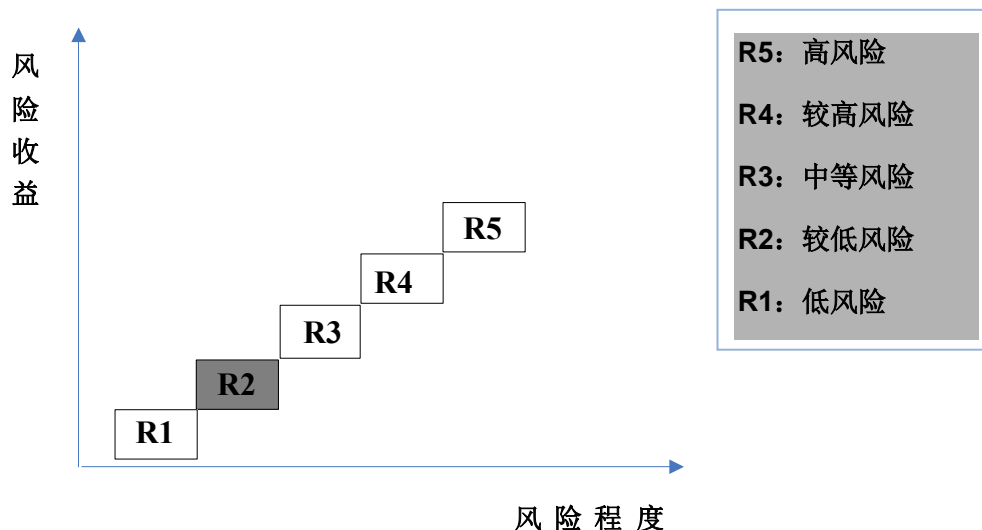 风
险
收
益
R5
R4
R3
R2
R1
风 险 程 度
R5：高风险
R4：较高风险
R3：中等风险
R2：较低风险
R1：低风险